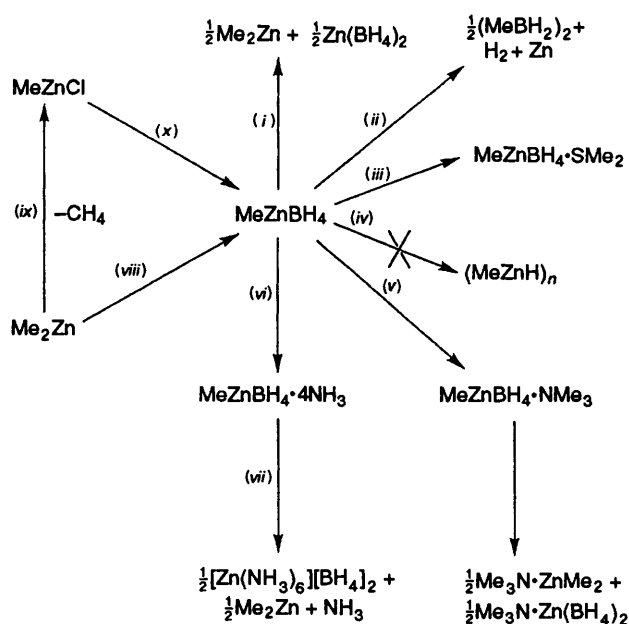 ½Me₂Zn + ½Zn(BH₄)₂
½(MeBH₂)₂ +
H₂ + Zn
MeZnCl
(x)
(i)
(ii)
(iii)
MeZnBH₄•SMe₂
(ix)
–CH₄
MeZnBH₄
(iv)
(MeZnH)ₙ
(viii)
(vi)
(v)
Me₂Zn
MeZnBH₄•4NH₃
MeZnBH₄•NMe₃
(vii)
½[Zn(NH₃)₆][BH₄]₂ +
½Me₂Zn + NH₃
½Me₃N•ZnMe₂ +
½Me₃N•Zn(BH₄)₂